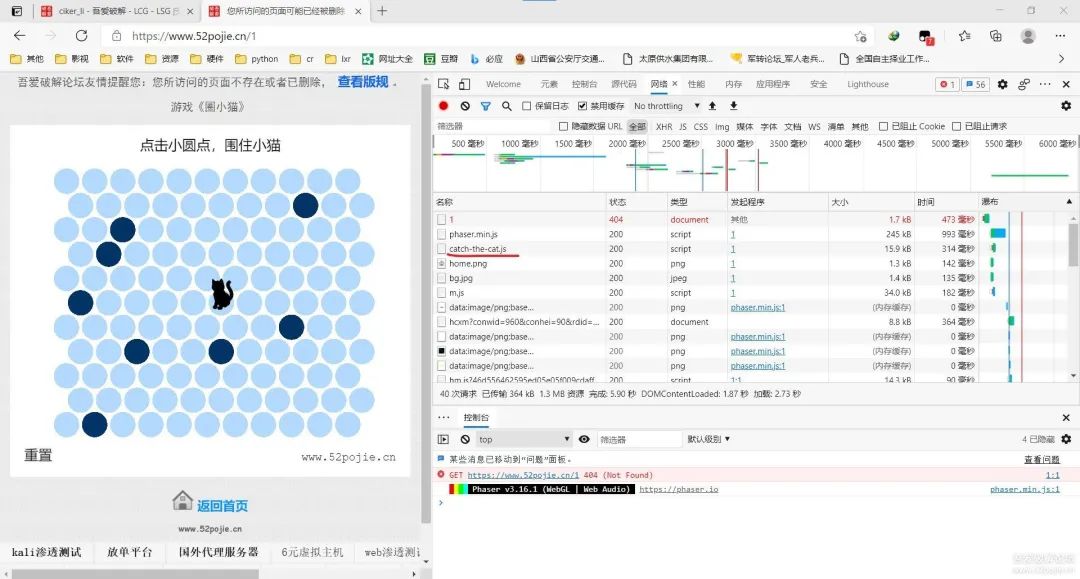 ciker_li - 吾爱破解 - LCG - LSG
您所访问的页面可能已经被删除
https://www.52pojie.cn/1
7
其他 影视 软件 资源 硬件 python cr lrx 网址大全 豆瓣 必应 山西省公安厅交通... 太原供水集团有限... 军转论坛_军人老兵... 全国自主择业工作...
吾爱破解论坛友情提醒您: 您所访问的页面不存在或者已删除, 查看版规 。
游戏《围小猫》
点击小圆点，围住小猫
重置
www.52pojie.cn
返回首页
www.52pojie.cn
kali渗透测试 放单平台 国外代理服务器 6元虚拟主机 web渗透测试
Welcome 元素 控制台 源代码 网络 性能 内存 应用程序 安全 Lighthouse 1 56
保留日志 禁用缓存 No throttling
筛选器 隐藏数据 URL 全部 XHR JS CSS Img 媒体 字体 文档 WS 清单 其他 已阻止 Cookie 已阻止请求
500 毫秒 1000 毫秒 1500 毫秒 2000 毫秒 2500 毫秒 3000 毫秒 3500 毫秒 4000 毫秒 4500 毫秒 5000 毫秒 5500 毫秒 6000 毫秒
名称 状态 类型 发起程序 大小 时间 瀑布
1 404 document 其他 1.7 kB 473 毫秒
phaser.min.js 200 script 1 245 kB 993 毫秒
catch-the-cat.js 200 script 1 15.9 kB 314 毫秒
home.png 200 png 1 1.3 kB 142 毫秒
bg.jpg 200 jpeg 1 1.4 kB 135 毫秒
m.js 200 script 1 34.0 kB 182 毫秒
data:image/png;base... 200 png phaser.min.js:1 (内存缓存) 0 毫秒
hcxm?conwid=960&conhei=90&rdid=... 200 document 8.8 kB 364 毫秒
data:image/png;base... 200 png phaser.min.js:1 (内存缓存) 0 毫秒
data:image/png;base... 200 png phaser.min.js:1 (内存缓存) 0 毫秒
data:image/png;base... 200 png phaser.min.js:1 (内存缓存) 0 毫秒
200 script 1:1 14.3 kB 90 毫秒
40 次请求 已传输 364 kB 1.3 MB 资源 完成: 5.90 秒 DOMContentLoaded: 1.87 秒 加载: 2.73 秒
控制台
top 筛选器 默认级别 4 已隐藏
某些消息已移动到“问题”面板。 查看问题
GET https://www.52pojie.cn/1 404 (Not Found) 1:1
Phaser v3.16.1 (WebGL | Web Audio) https://phaser.io phaser.min.js:1
吾爱破解论坛
www.52pojie.cn